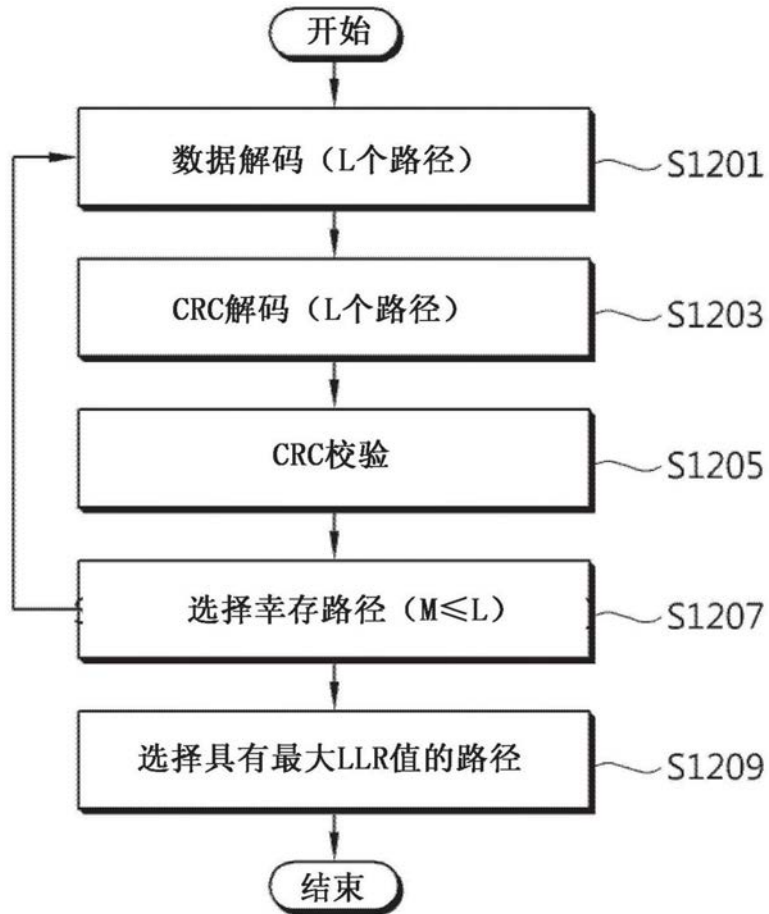 开始
数据解码（L个路径）
S1201
CRC解码（L个路径）
S1203
CRC校验
S1205
选择幸存路径（M≤L）
S1207
选择具有最大LLR值的路径
S1209
结束